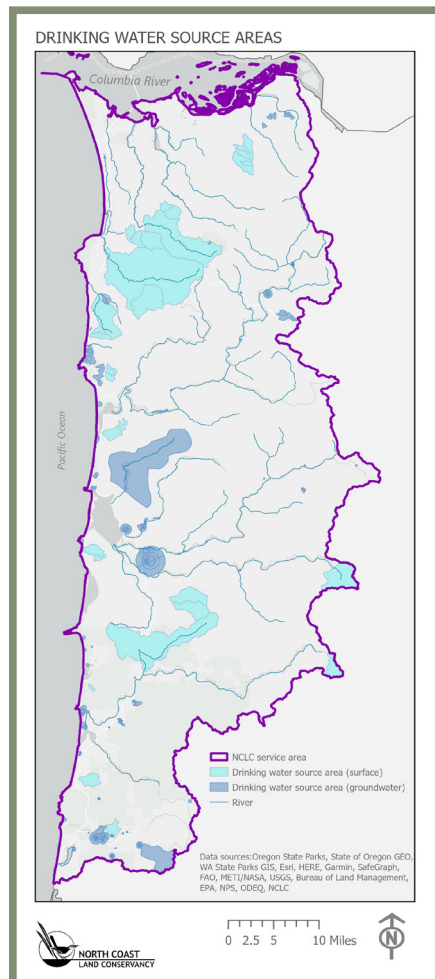 DRINKING WATER SOURCE AREAS
Columbia River
Pacific Ocean
NCLC service area
Drinking water source area (surface)
Drinking water source area (groundwater)
River
Data sources:Oregon State Parks, State of Oregon GEO,
WA State Parks GIS, Esri, HERE, Garmin, SafeGraph,
FAO, METI/NASA, USGS, Bureau of Land Management,
EPA, NPS, ODEQ, NCLC
NORTH COAST
LAND CONSERVANCY
0 2.5 5 10 Miles
N